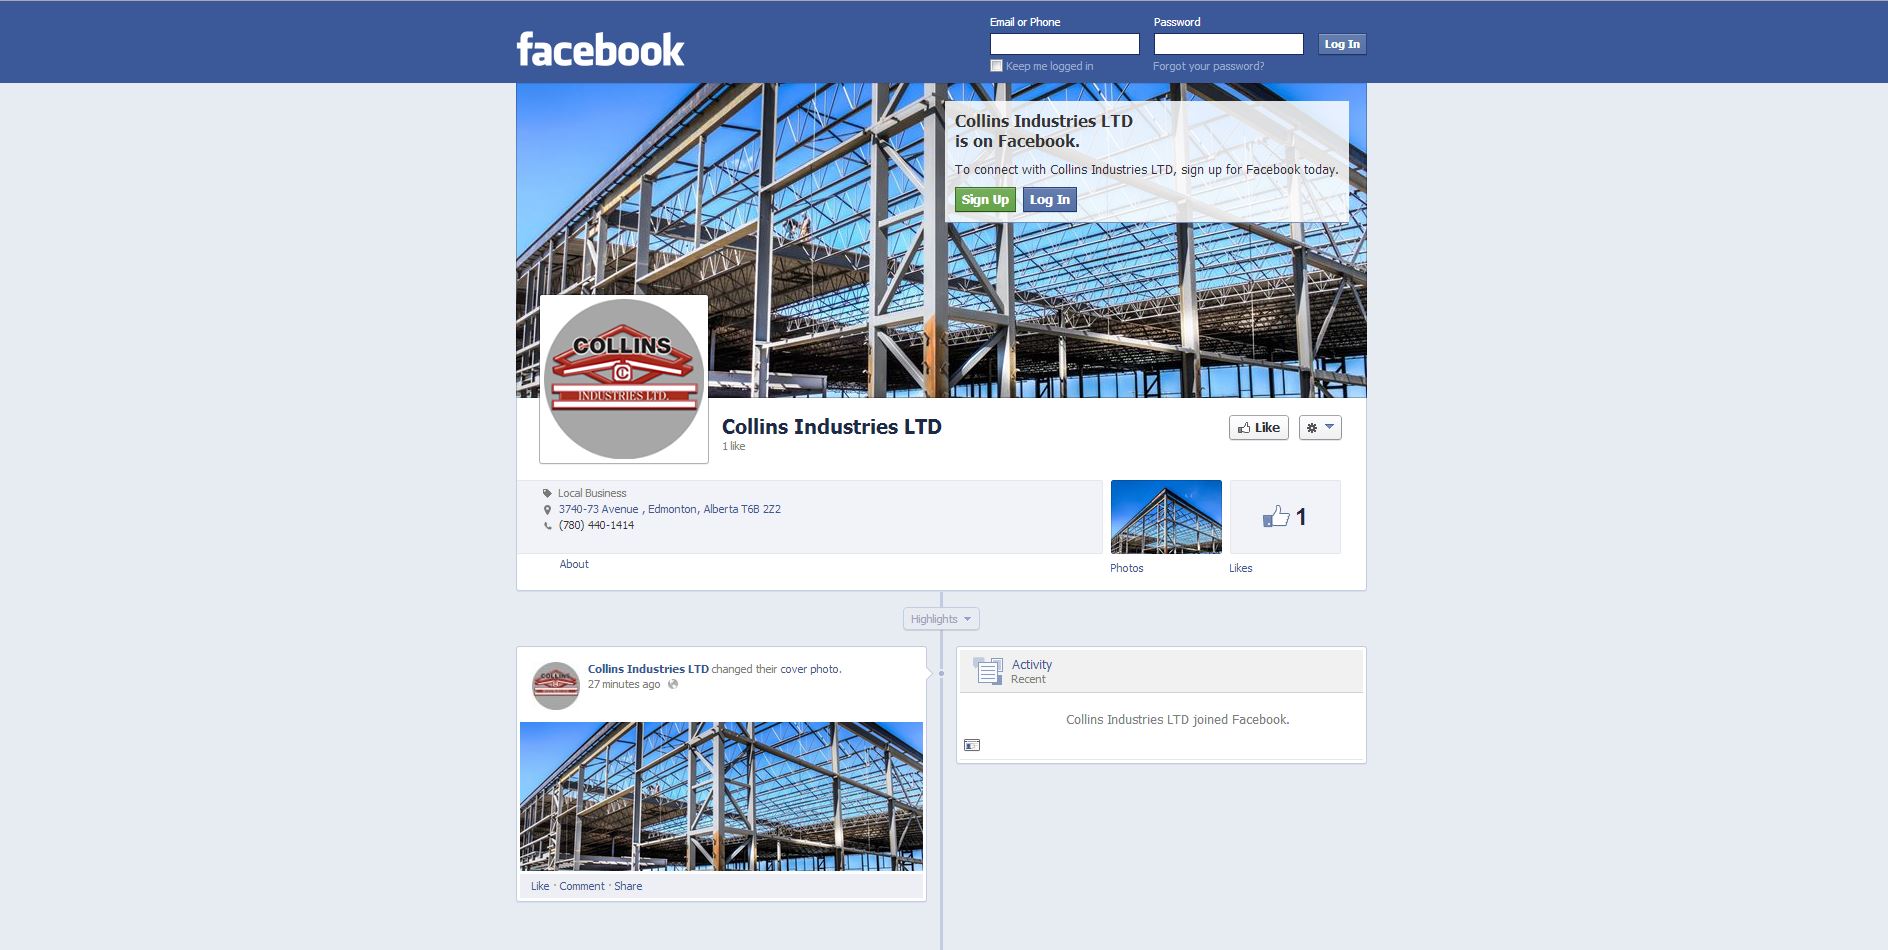 facebook
Email or Phone
Password
Log In
Keep me logged in
Forgot your password?
Collins Industries LTD
is on Facebook.
To connect with Collins Industries LTD, sign up for Facebook today.
Sign Up
Log In
COLLINS
INDUSTRIES LTD.
Collins Industries LTD
1 like
Like
Local Business
3740-73 Avenue , Edmonton, Alberta T6B 2Z2
(780) 440-1414
1
About
Photos
Likes
Highlights
Collins Industries LTD changed their cover photo.
27 minutes ago
COLLINS
Like · Comment · Share
Activity
Recent
Collins Industries LTD joined Facebook.